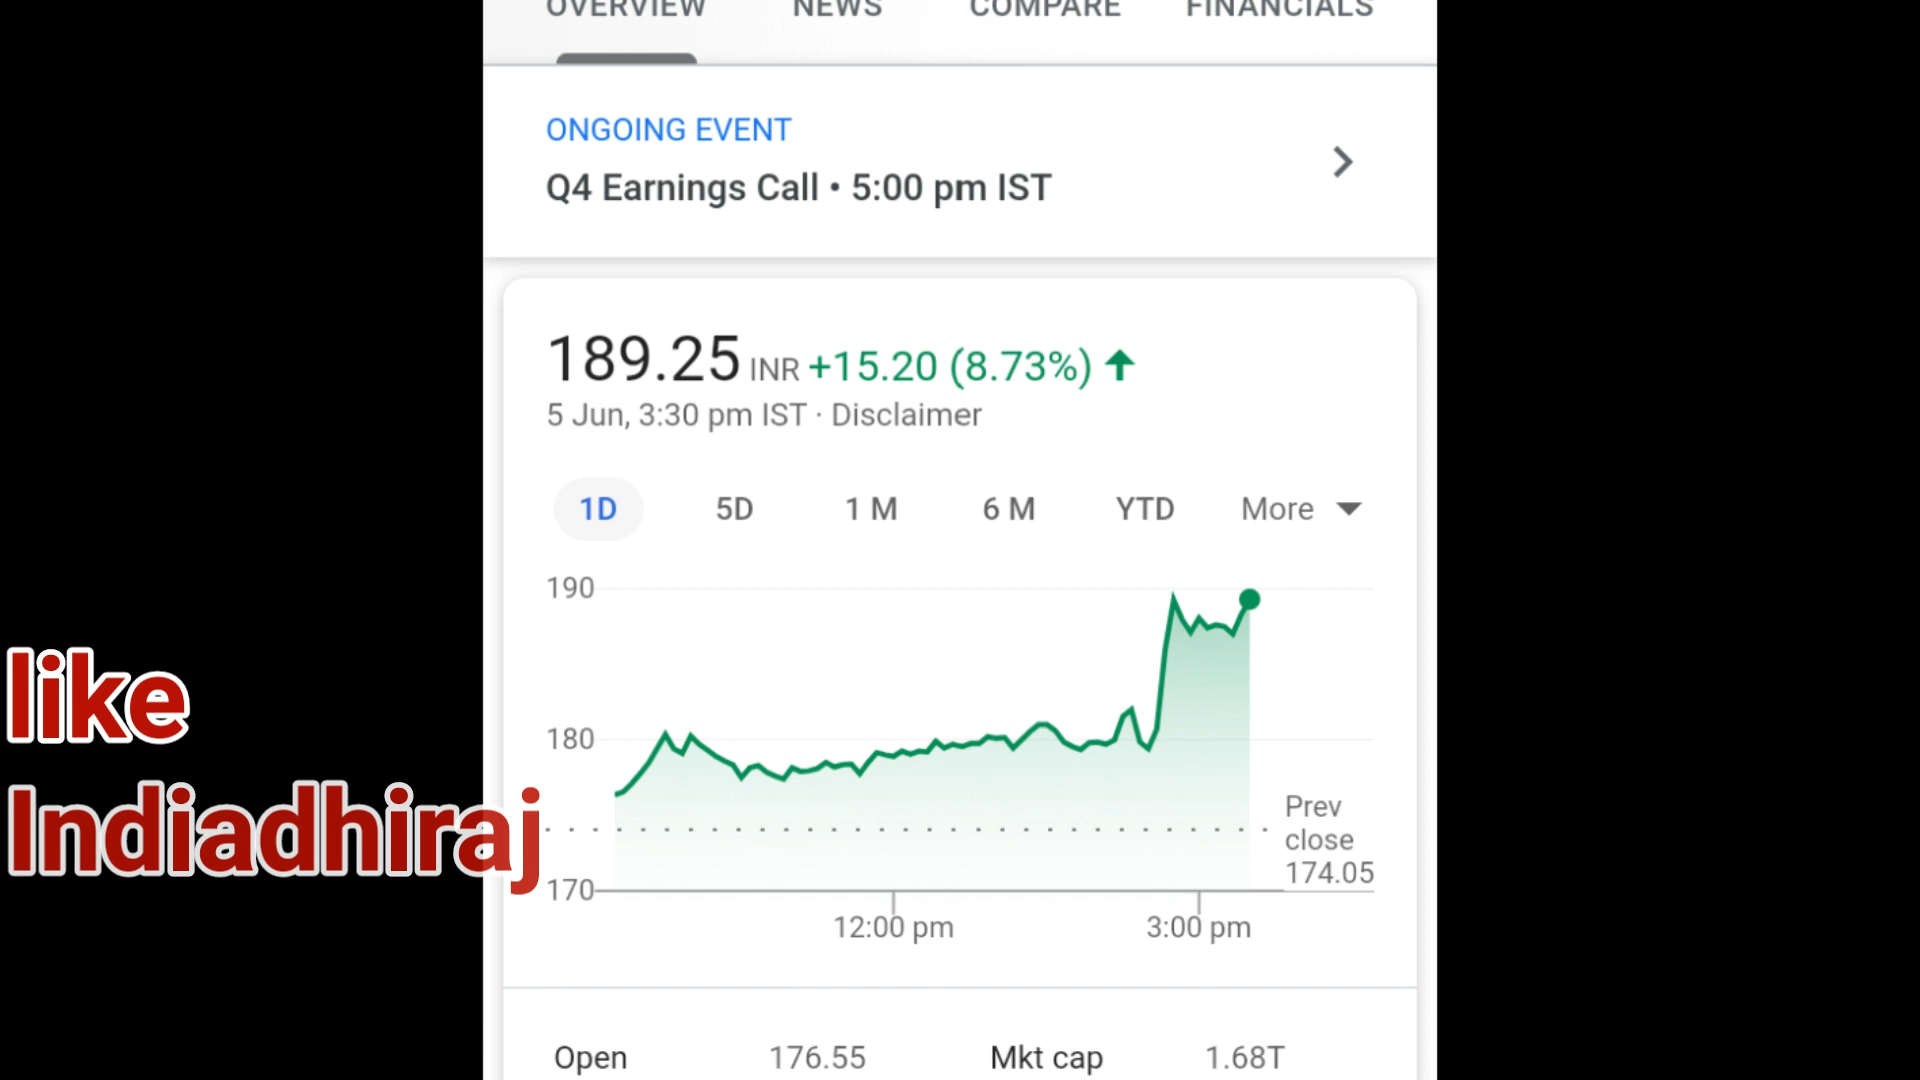 OVERVIEW NEWS COMPARE FINANCIALS
ONGOING EVENT
Q4 Earnings Call • 5:00 pm IST
189.25 INR +15.20 (8.73%)
5 Jun, 3:30 pm IST · Disclaimer
1D 5D 1 M 6 M YTD More
190
180
170
Prev
close
174.05
12:00 pm 3:00 pm
Open 176.55 Mkt cap 1.68T
like
Indiadhiraj